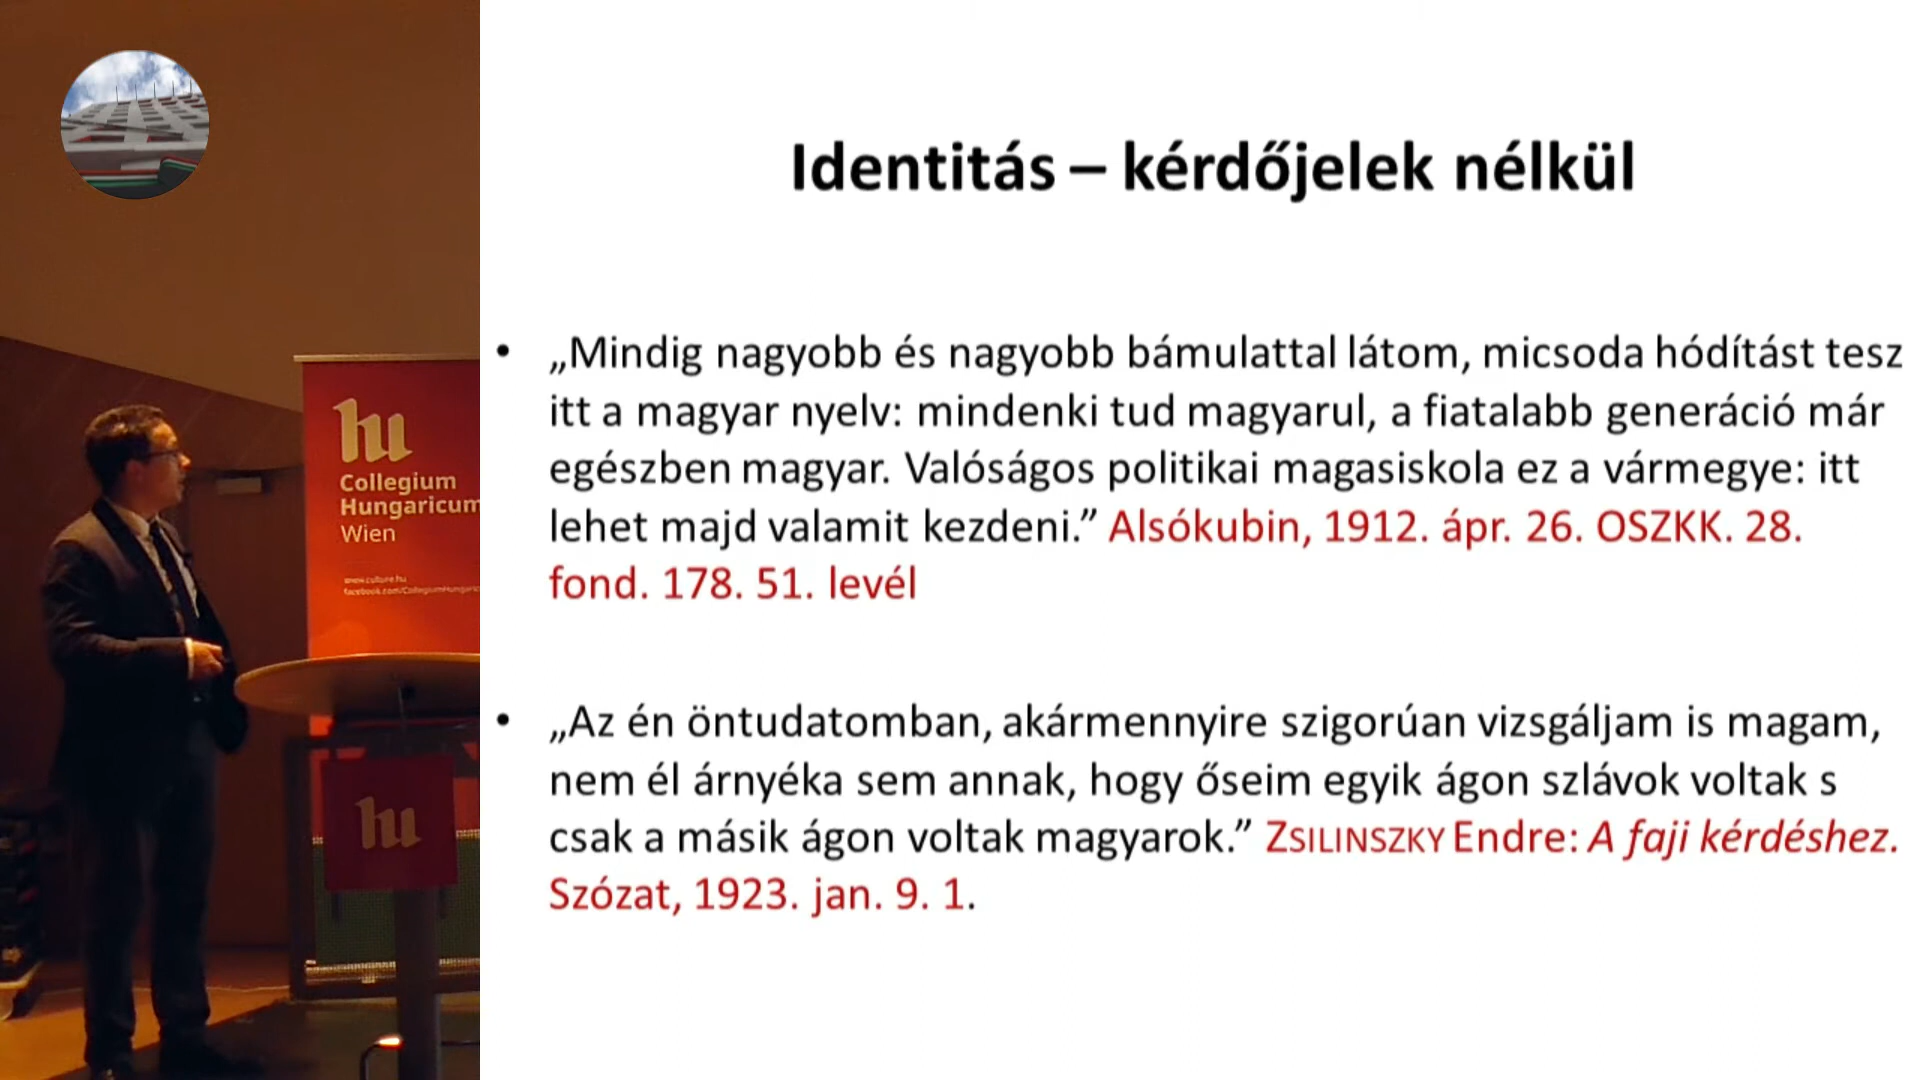 Identitás – kérdőjelek nélkül
• „Mindig nagyobb és nagyobb bámulattal látom, micsoda hódítást tesz
itt a magyar nyelv: mindenki tud magyarul, a fiatalabb generáció már
egészben magyar. Valóságos politikai magasiskola ez a vármegye: itt
lehet majd valamit kezdeni.” Alsókubin, 1912. ápr. 26. OSZKK. 28.
fond. 178. 51. levél
• „Az én öntudatomban, akármennyire szigorúan vizsgáljam is magam,
nem él árnyéka sem annak, hogy őseim egyik ágon szlávok voltak s
csak a másik ágon voltak magyarok.” ZSILINSZKY Endre: A faji kérdéshez.
Szózat, 1923. jan. 9. 1.
hu
Collegium
Hungaricum
Wien
www.culture.hu
hu